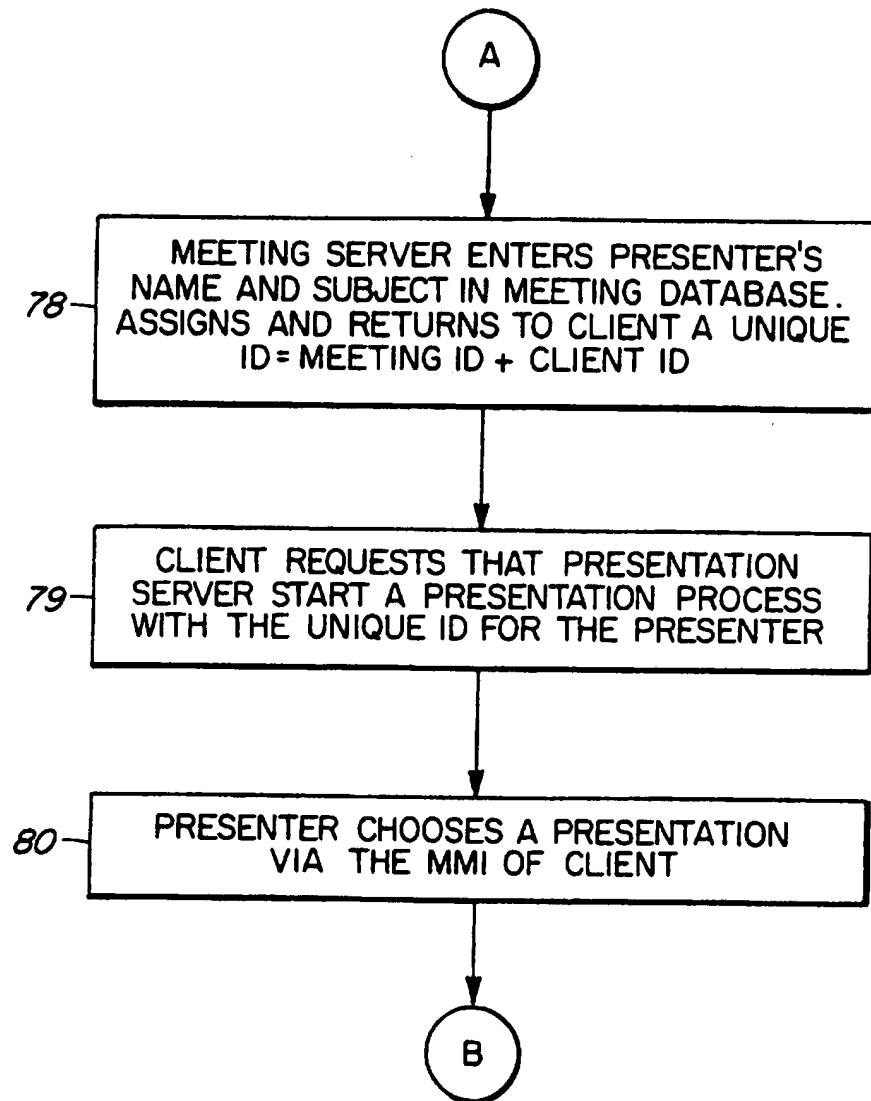 A
MEETING SERVER ENTERS PRESENTER'S
NAME AND SUBJECT IN MEETING DATABASE.
78
ASSIGNS AND RETURNS TO CLIENT A UNIQUE
ID = MEETING ID + CLIENT ID
CLIENT REQUESTS THAT PRESENTATION
79
SERVER START A PRESENTATION PROCESS
WITH THE UNIQUE ID FOR THE PRESENTER
80
PRESENTER CHOOSES A PRESENTATION
VIA THE MMI OF CLIENT
B